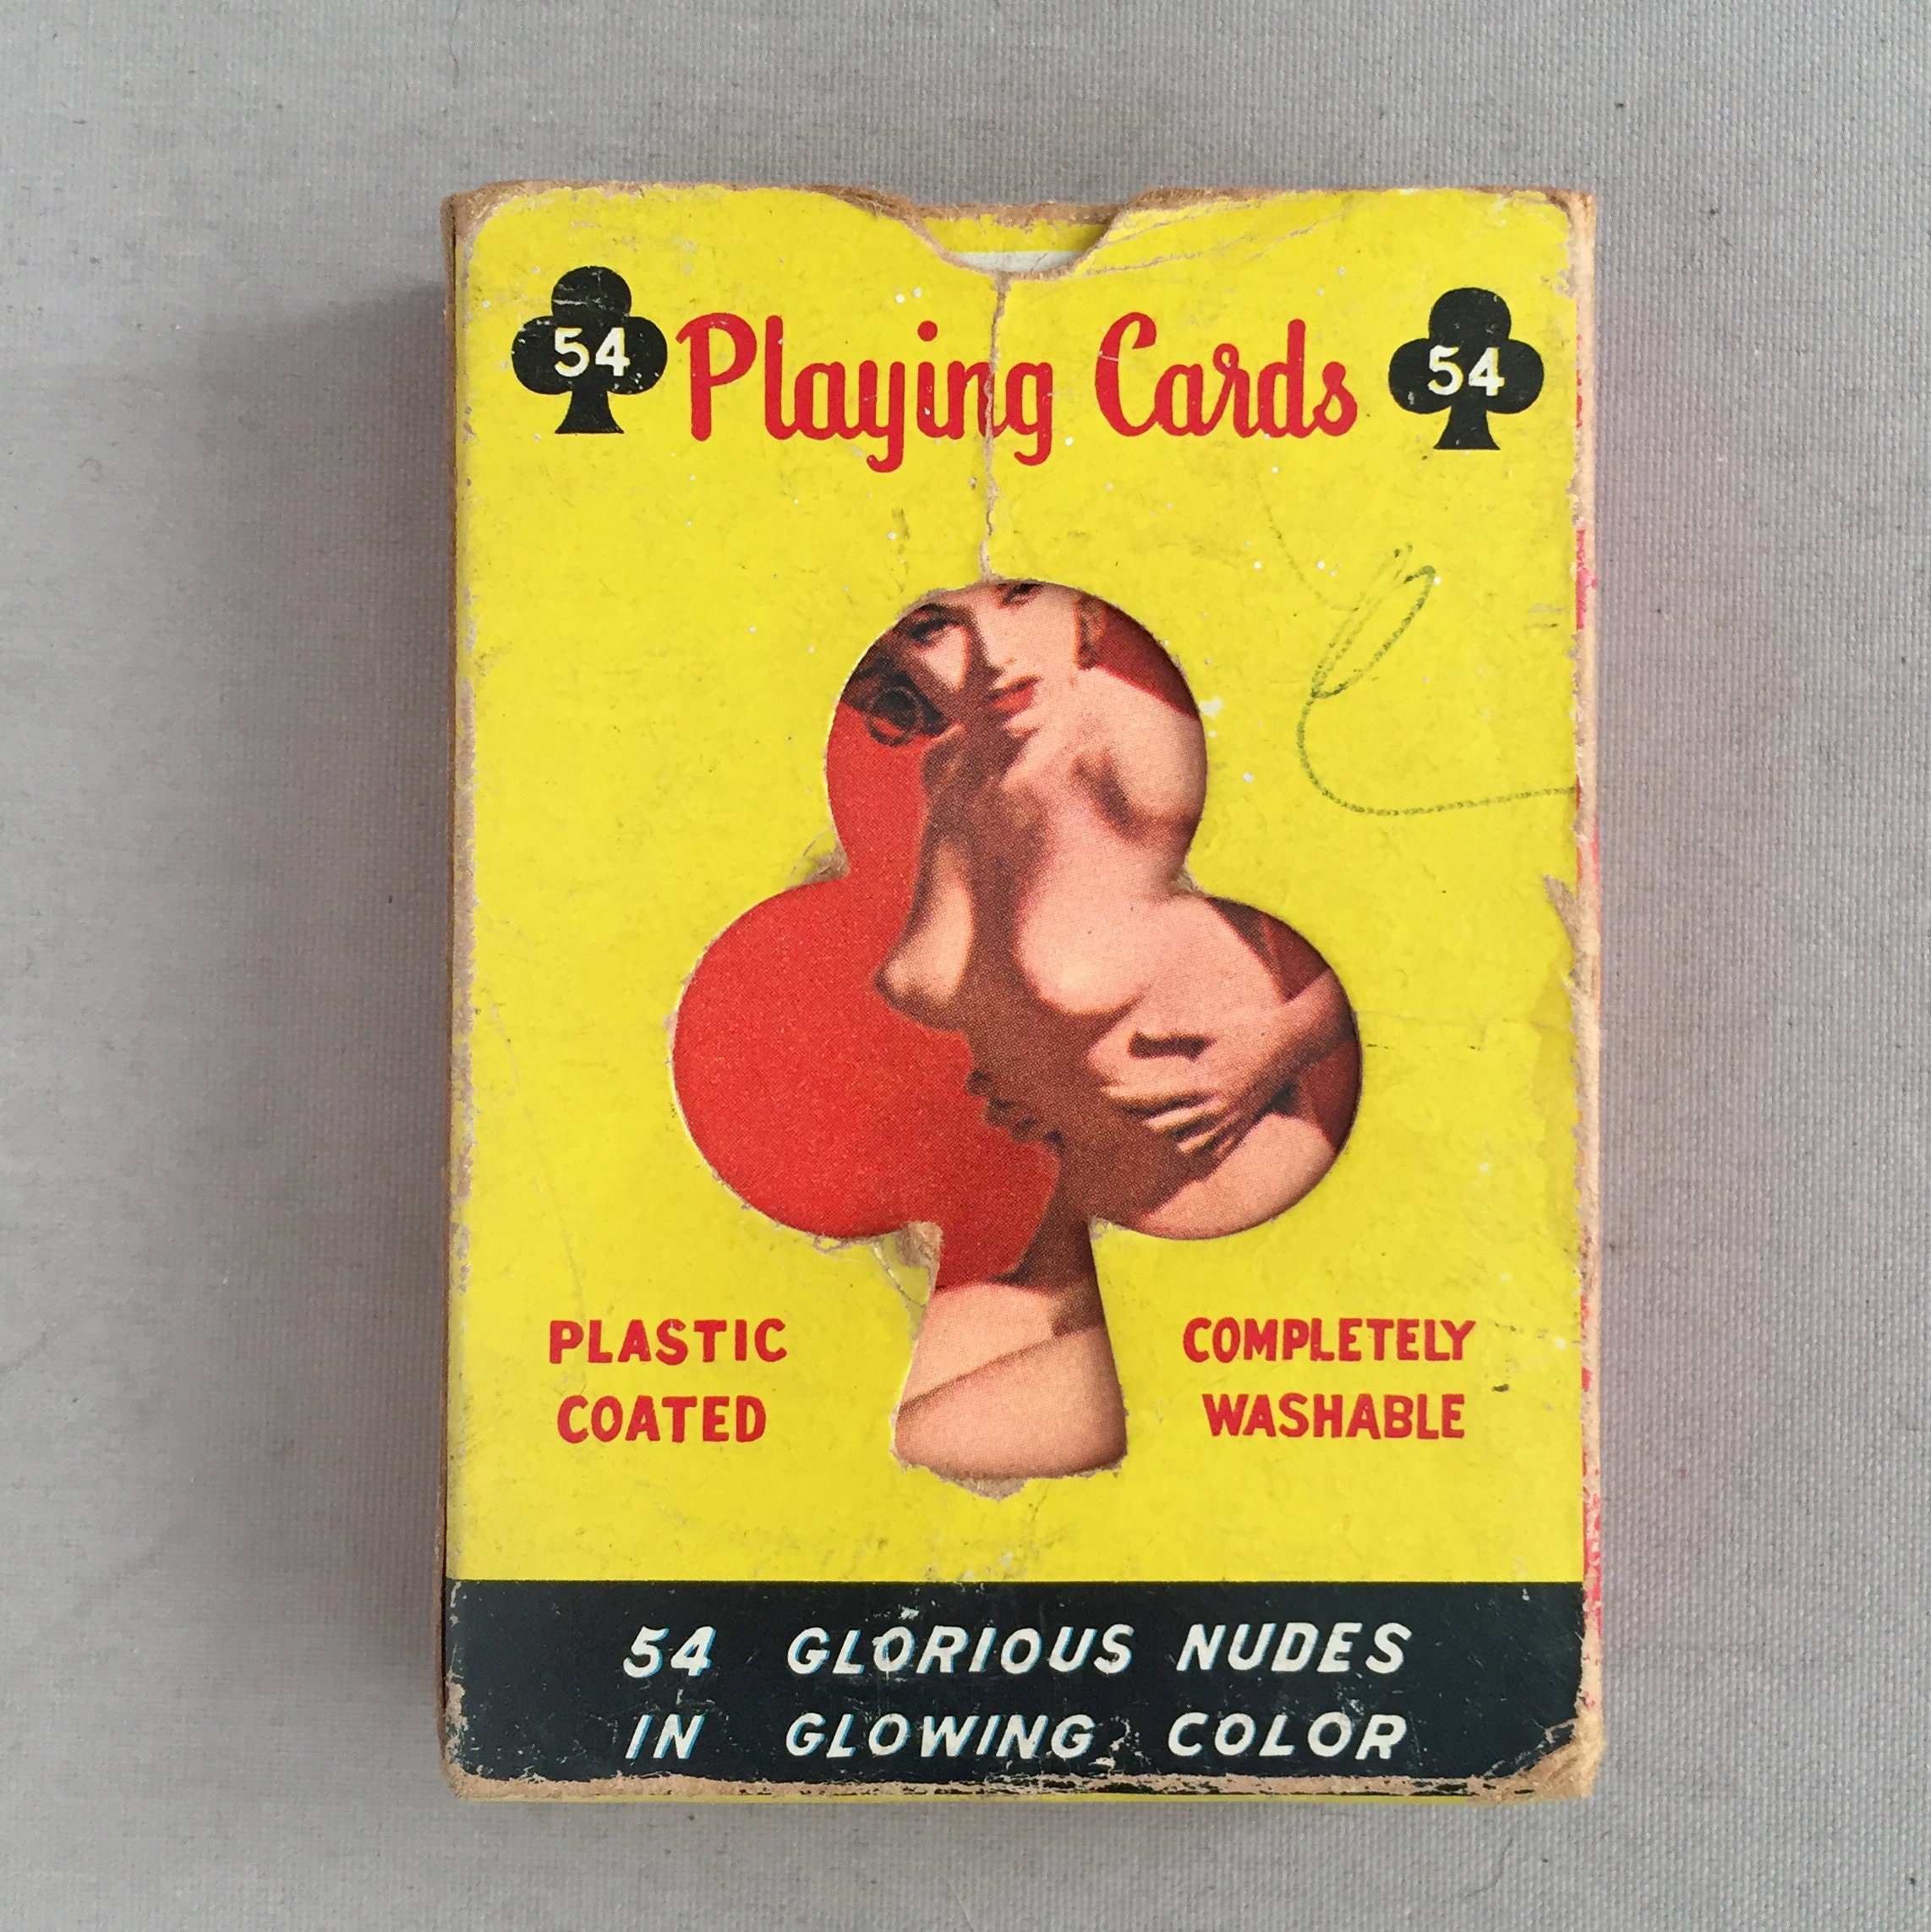 54 Playing Cards 54
PLASTIC COMPLETELY
COATED WASHABLE
54 GLORIOUS NUDES
IN GLOWING COLOR